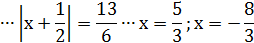 ⋯|x + 1/2| = 13/6 ⋯ x = 5/3; x = −8/3